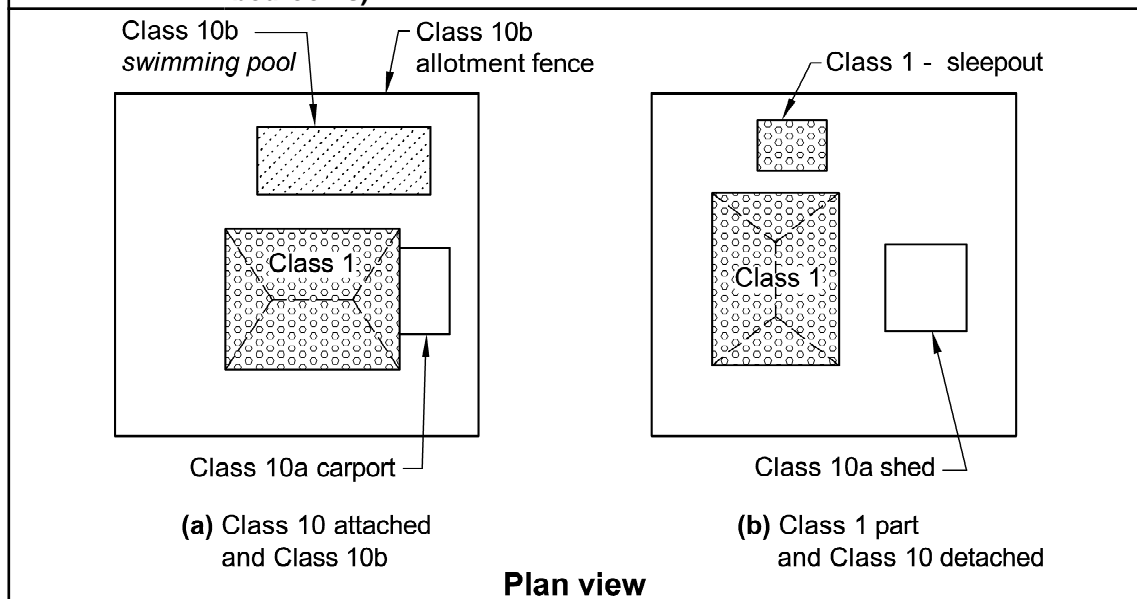 Class 10b
swimming pool
Class 10b
allotment fence
Class 1 - sleepout
Class 1
Class 1
Class 10a carport
Class 10a shed
(a) Class 10 attached
and Class 10b
(b) Class 1 part
and Class 10 detached
Plan view